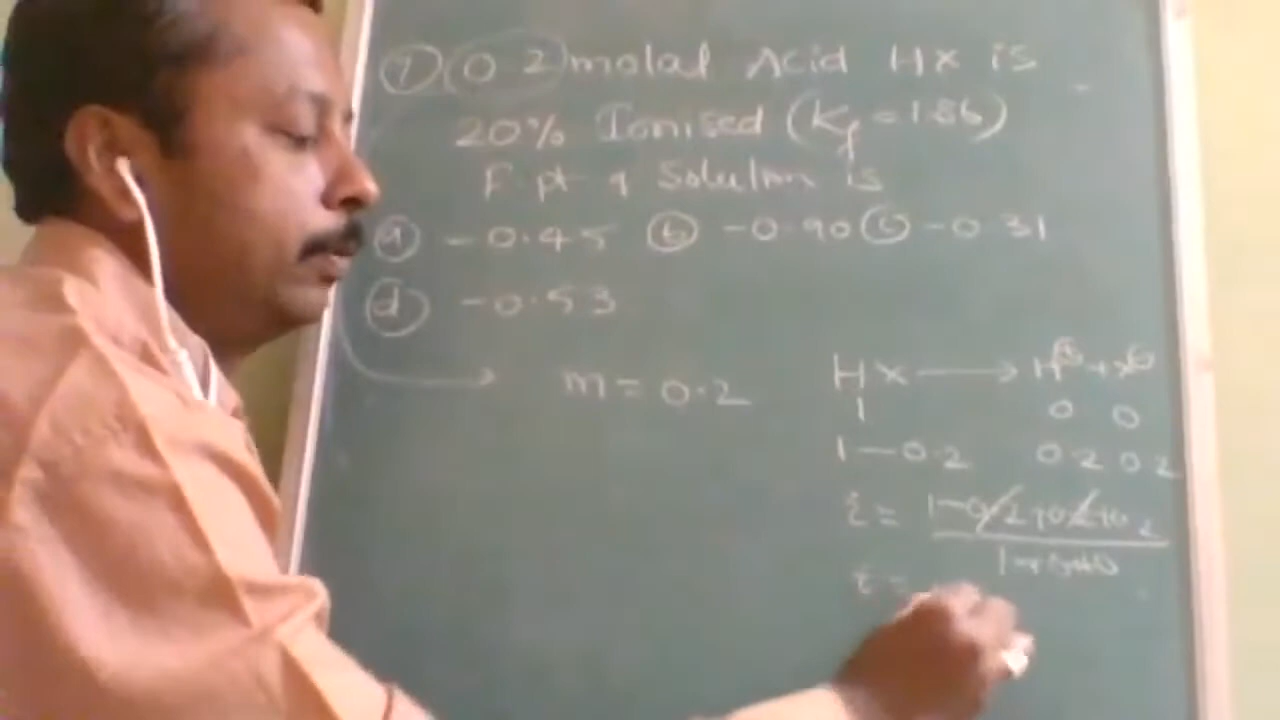 7 0.2 molal Acid HX is
20% Ionised (Kf = 1.86)
F. pt of Solution is
a -0.45 b -0.90 c -0.31
d -0.53
m = 0.2
HX → H⊕ + X⊖
1 0 0
1-0.2 0.2 0.2
i = 1-0.2+0.2+0.2
i =